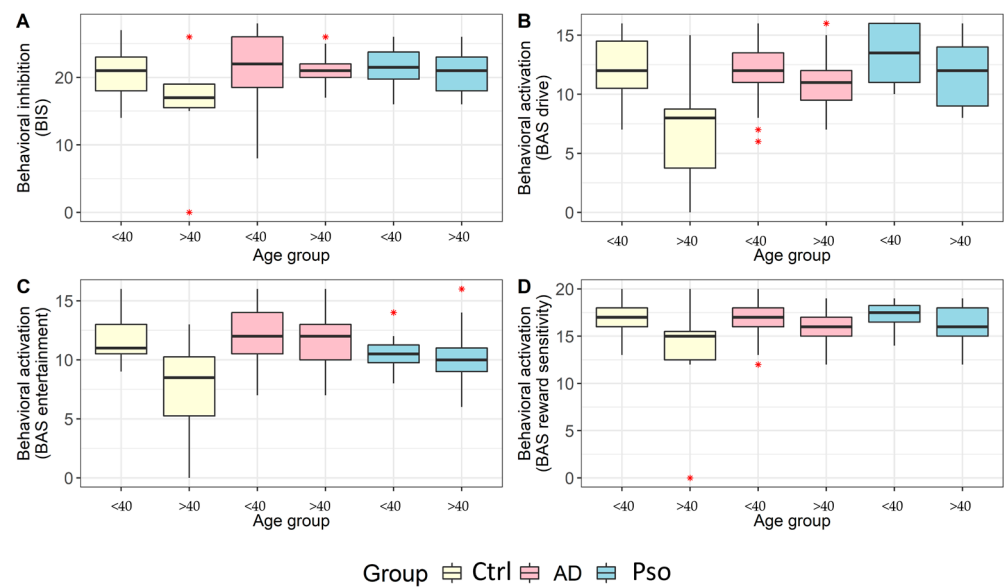 A
Behavioral inhibition
(BIS)
20
10
0
<40 >40 <40 >40 <40 >40
Age group
B
Behavioral activation
(BAS drive)
15
10
5
0
<40 >40 <40 >40 <40 >40
Age group
C
Behavioral activation
(BAS entertainment)
15
10
5
0
<40 >40 <40 >40 <40 >40
Age group
D
Behavioral activation
(BAS reward sensitivity)
20
15
10
5
0
<40 >40 <40 >40 <40 >40
Age group
Group Ctrl AD Pso